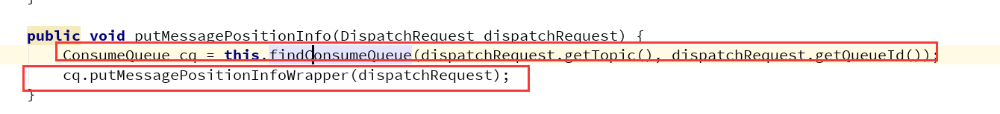 }
public void putMessagePositionInfo(DispatchRequest dispatchRequest) {
ConsumeQueue cq = this.findConsumeQueue(dispatchRequest.getTopic(), dispatchRequest.getQueueId());
cq.putMessagePositionInfoWrapper(dispatchRequest);
}